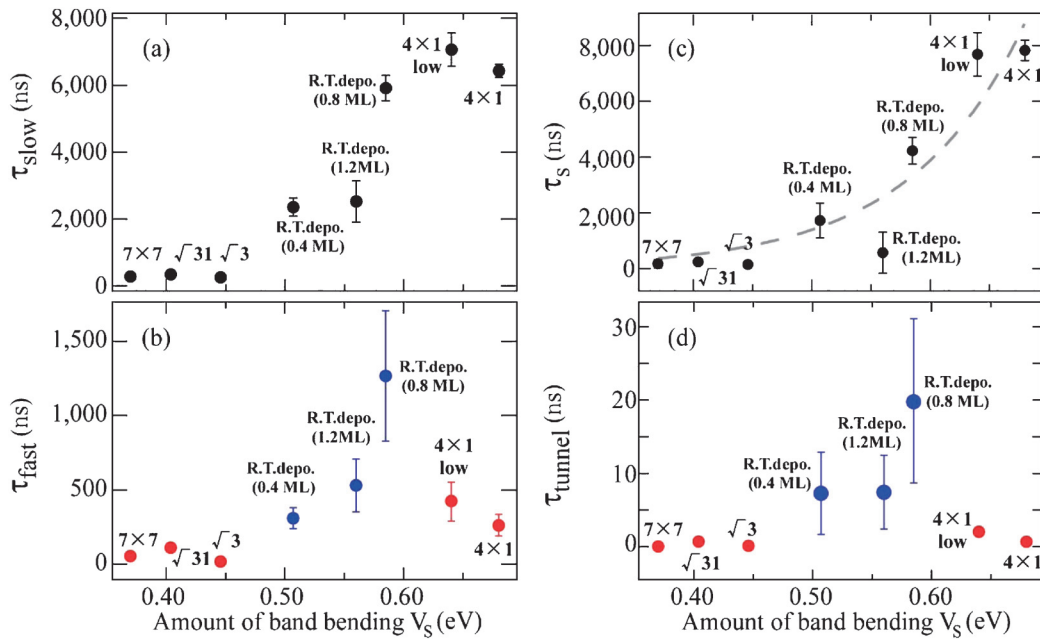 (a)
τslow (ns)
8,000
6,000
4,000
2,000
0
7×7
√31
√3
R.T.depo.
(0.4 ML)
R.T.depo.
(1.2ML)
R.T.depo.
(0.8 ML)
4×1
low
4×1
(b)
τfast (ns)
1,500
1,000
500
0
7×7
√31
√3
R.T.depo.
(0.4 ML)
R.T.depo.
(1.2ML)
R.T.depo.
(0.8 ML)
4×1
low
4×1
0.40
0.50
0.60
Amount of band bending VS (eV)
(c)
τs (ns)
8,000
6,000
4,000
2,000
0
7×7
√31
√3
R.T.depo.
(0.4 ML)
R.T.depo.
(0.8 ML)
R.T.depo.
(1.2ML)
4×1
low
4×1
(d)
τtunnel (ns)
30
20
10
0
7×7
√31
√3
R.T.depo.
(0.4 ML)
R.T.depo.
(1.2ML)
R.T.depo.
(0.8 ML)
4×1
low
4×1
0.40
0.50
0.60
Amount of band bending VS (eV)